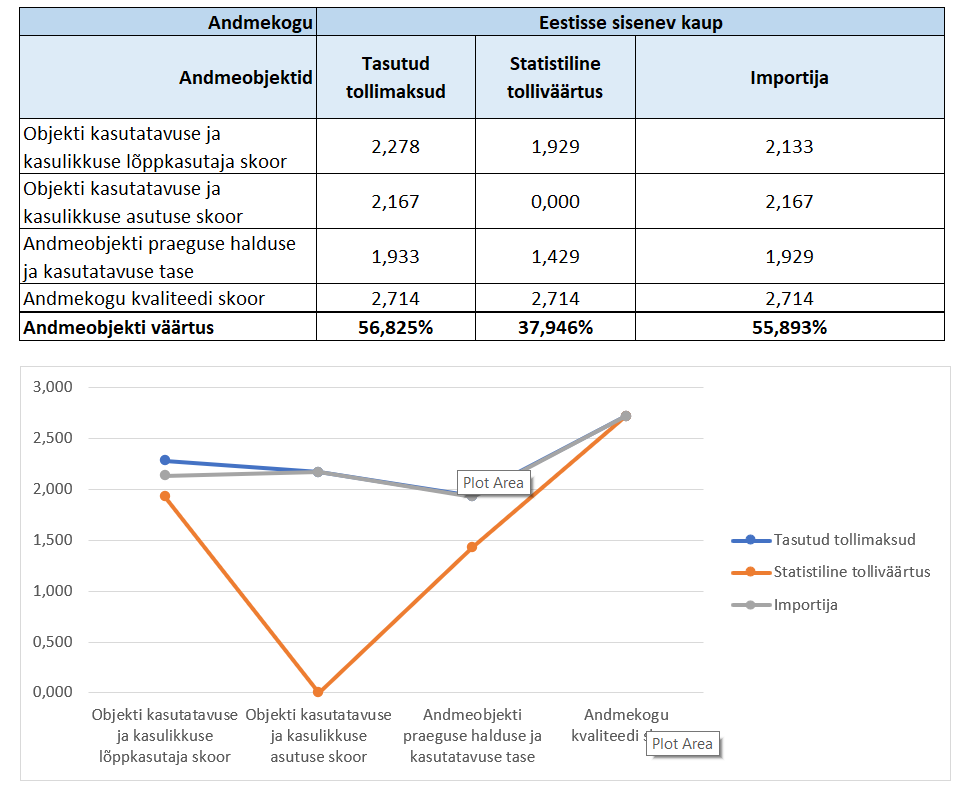 Andmekogu Eestisse sisenev kaup
Andmeobjektid Tasutud tollimaksud Statistiline tolliväärtus Importija
Objekti kasutatavuse ja
kasulikkuse lõppkasutaja skoor 2,278 1,929 2,133
Objekti kasutatavuse ja
kasulikkuse asutuse skoor 2,167 0,000 2,167
Andmeobjekti praeguse halduse
ja kasutatavuse tase 1,933 1,429 1,929
Andmekogu kvaliteedi skoor 2,714 2,714 2,714
Andmeobjekti väärtus 56,825% 37,946% 55,893%
3,000
2,500
2,000
1,500
1,000
0,500
0,000
Plot Area
Tasutud tollimaksud
Statistiline tolliväärtus
Importija
Objekti kasutatavuse
ja kasulikkuse
lõppkasutaja skoor
Objekti kasutatavuse
ja kasulikkuse
asutuse skoor
Andmeobjekti
praeguse halduse ja
kasutatavuse tase
Andmekogu
kvaliteedi
Plot Area